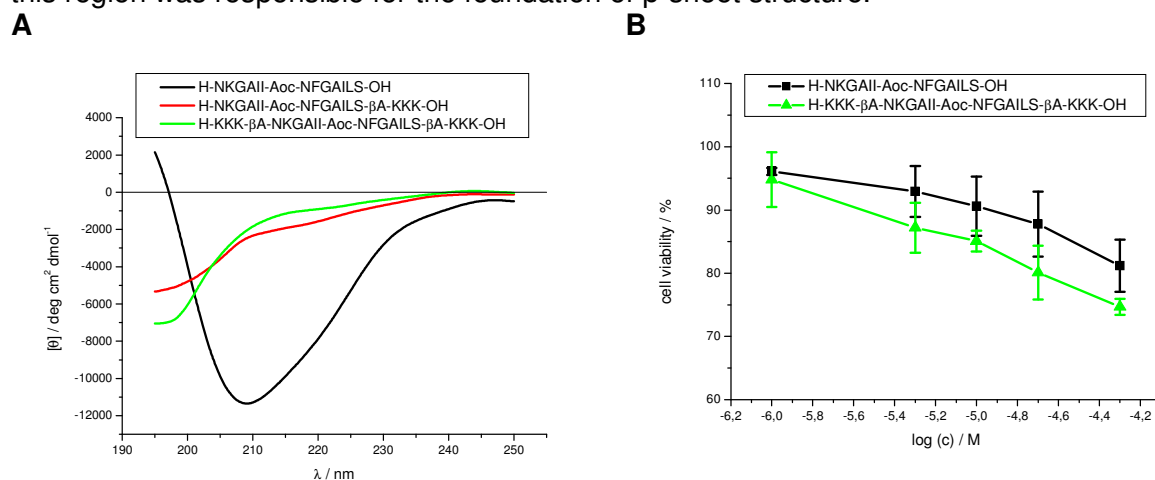 this region was responsible for the foundation of β-sheet structure.
A
B
H-NKGAII-Aoc-NFGAILS-OH
H-NKGAII-Aoc-NFGAILS-βA-KKK-OH
H-KKK-βA-NKGAII-Aoc-NFGAILS-βA-KKK-OH
4000
2000
0
-2000
-4000
-6000
-8000
-10000
-12000
[θ] / deg cm² dmol⁻¹
190 200 210 220 230 240 250
λ / nm
H-NKGAII-Aoc-NFGAILS-OH
H-KKK-βA-NKGAII-Aoc-NFGAILS-βA-KKK-OH
110
100
90
80
70
60
cell viability / %
-6,2 -6,0 -5,8 -5,6 -5,4 -5,2 -5,0 -4,8 -4,6 -4,4 -4,2
log (c) / M